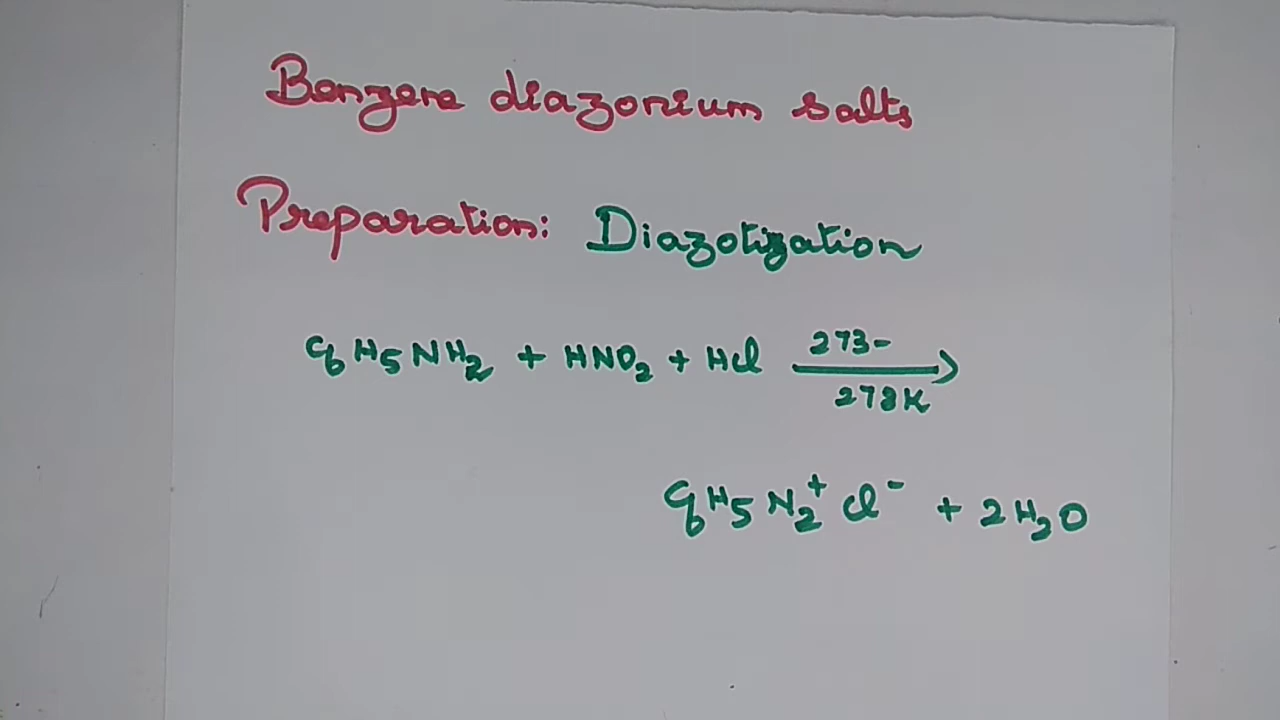 Benzene diazonium salts
Preparation: Diazotization
C6H5NH2 + HNO2 + HCl 273-
278K
C6H5N2+ Cl- + 2H2O